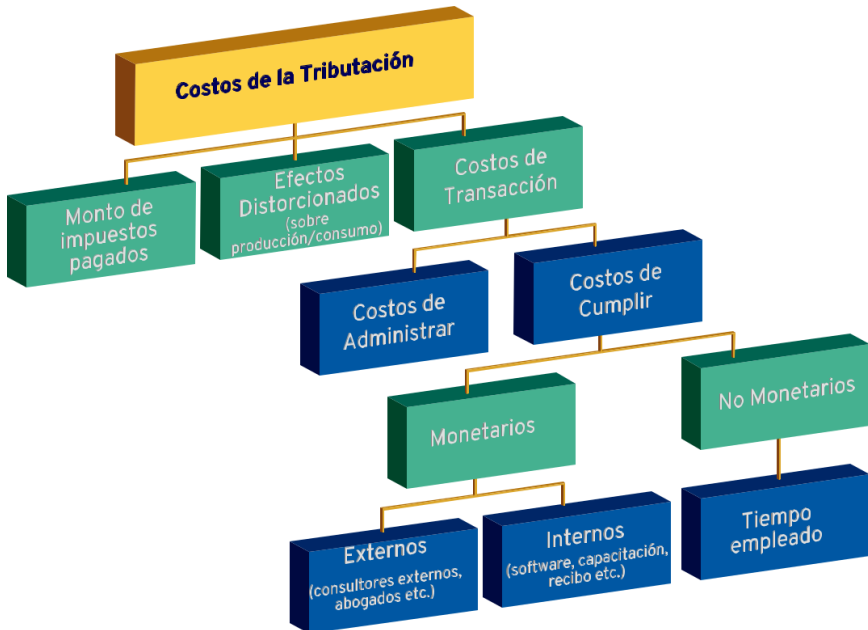 Costos de la Tributación
Monto de
impuestos
pagados
Efectos
Distorcionados
(sobre
producción/consumo)
Costos de
Transacción
Costos de
Administrar
Costos de
Cumplir
Monetarios
No Monetarios
Externos
(consultores externos,
abogados etc.)
Internos
(software, capacitación,
recibo etc.)
Tiempo
empleado